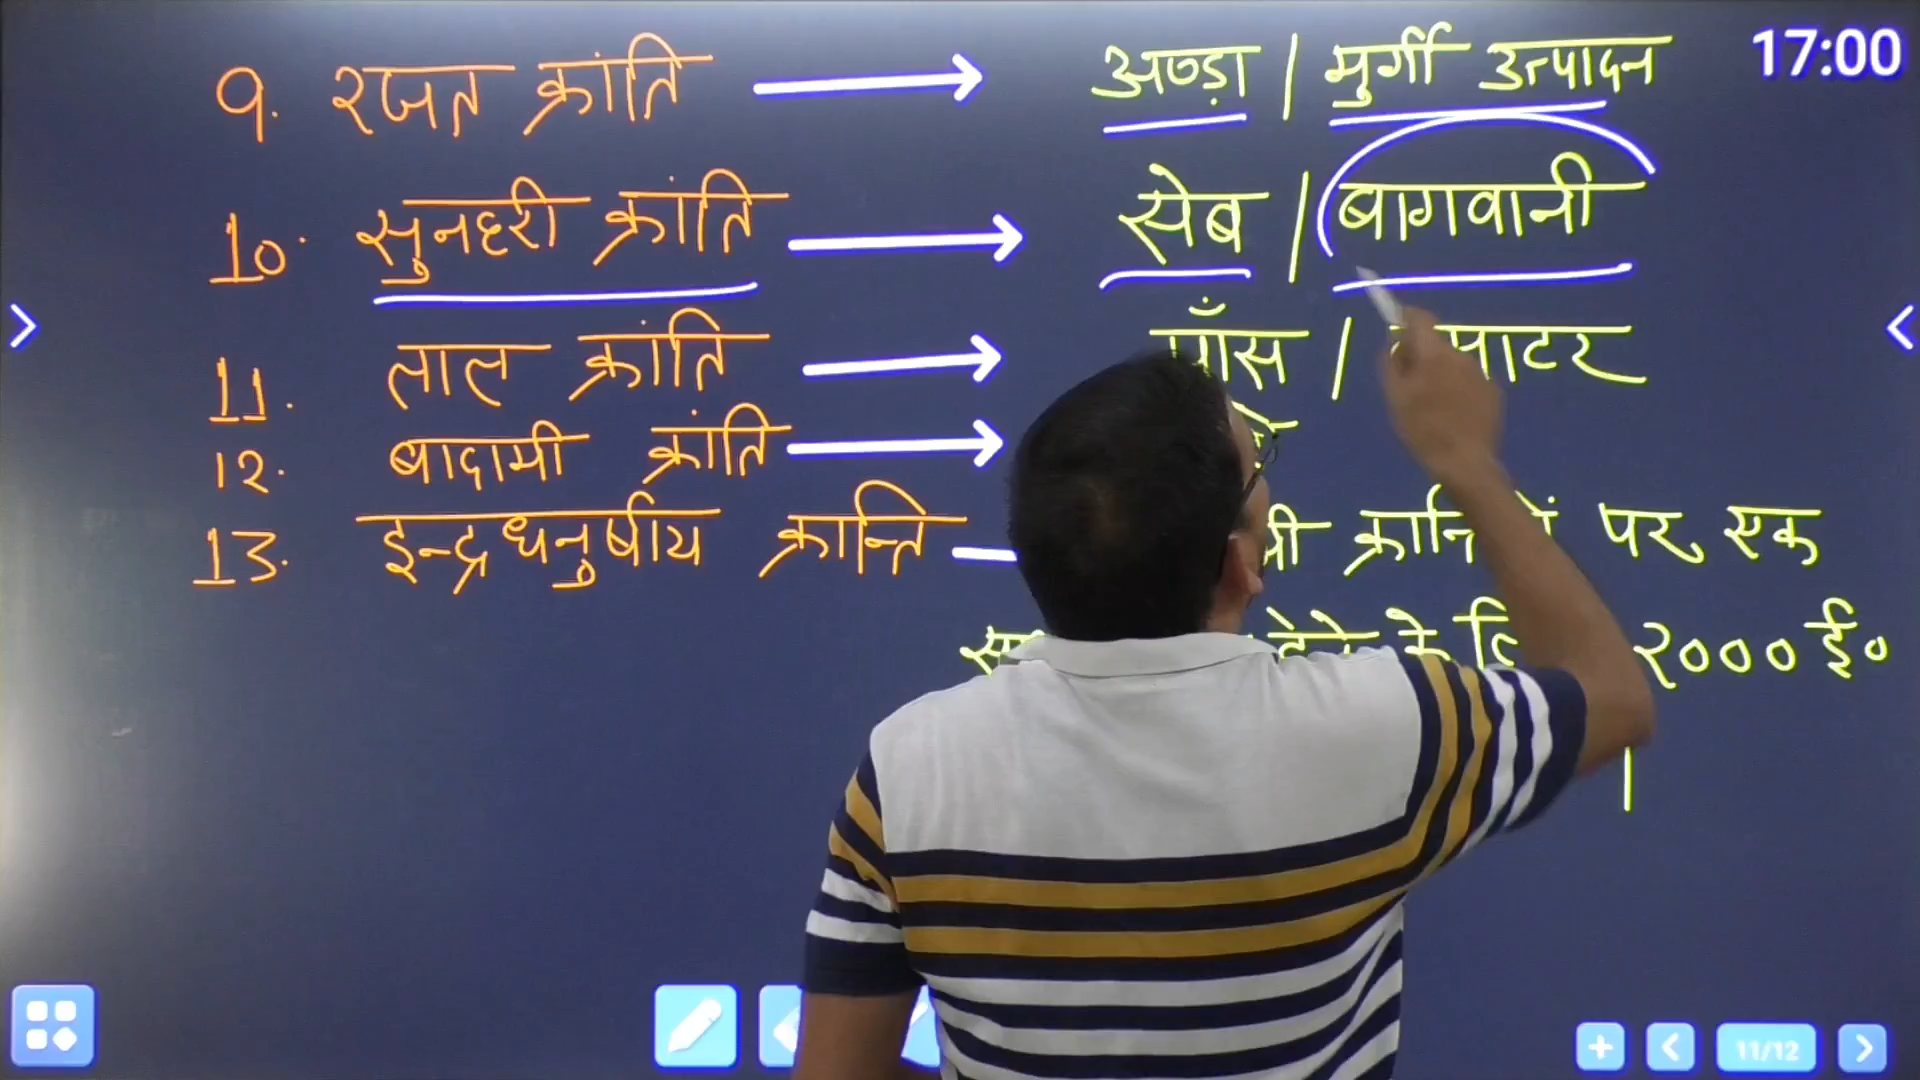 17:00
9. रजत क्रांति → अण्ड़ा / मुर्गी उत्पादन
10. सुनहरी क्रांति → सेब / बागवानी
11. लाल क्रांति →
12. बादामी क्रांति →
13. इन्द्रधनुर्षीय क्रान्ति पर एक
के २००० ई०
11/12